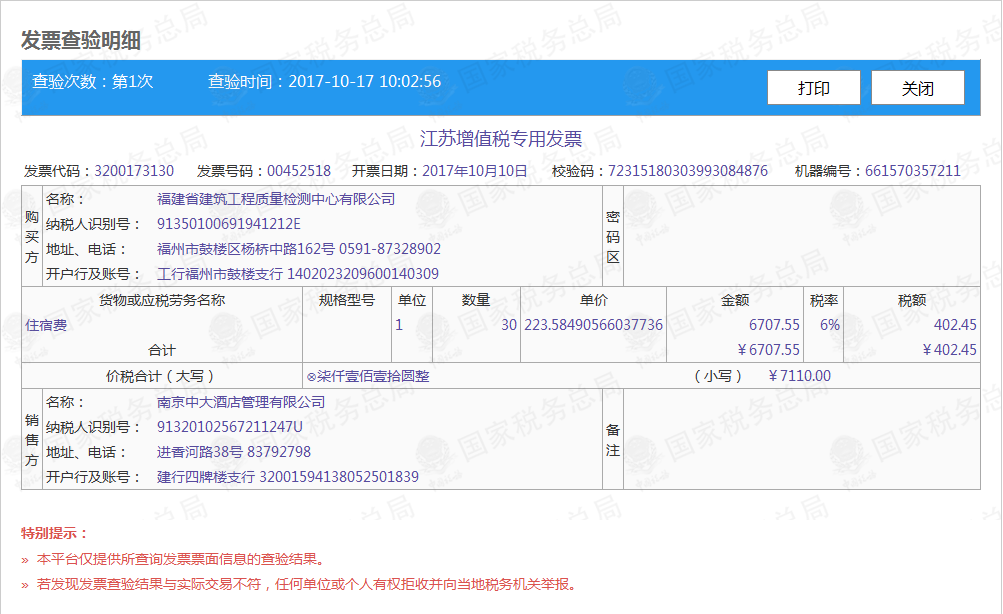 发票查验明细
查验次数：第1次 查验时间：2017-10-17 10:02:56 打印 关闭
江苏增值税专用发票
发票代码：3200173130 发票号码：00452518 开票日期：2017年10月10日 校验码：72315180303993084876 机器编号：661570357211
购买方
名称： 福建省建筑工程质量检测中心有限公司
纳税人识别号： 91350100691941212E
地址、电话： 福州市鼓楼区杨桥中路162号 0591-87328902
开户行及账号： 工行福州市鼓楼支行 1402023209600140309
密码区
货物或应税劳务名称 规格型号 单位 数量 单价 金额 税率 税额
住宿费 1 30 223.58490566037736 6707.55 6% 402.45
合计 ￥6707.55 ￥402.45
价税合计（大写） ⊗柒仟壹佰壹拾圆整 （小写） ￥7110.00
销售方
名称： 南京中大酒店管理有限公司
纳税人识别号： 91320102567211247U
地址、电话： 进香河路38号 83792798
开户行及账号： 建行四牌楼支行 32001594138052501839
备注
特别提示：
» 本平台仅提供所查询发票票面信息的查验结果。
» 若发现发票查验结果与实际交易不符，任何单位或个人有权拒收并向当地税务机关举报。
国家税务总局